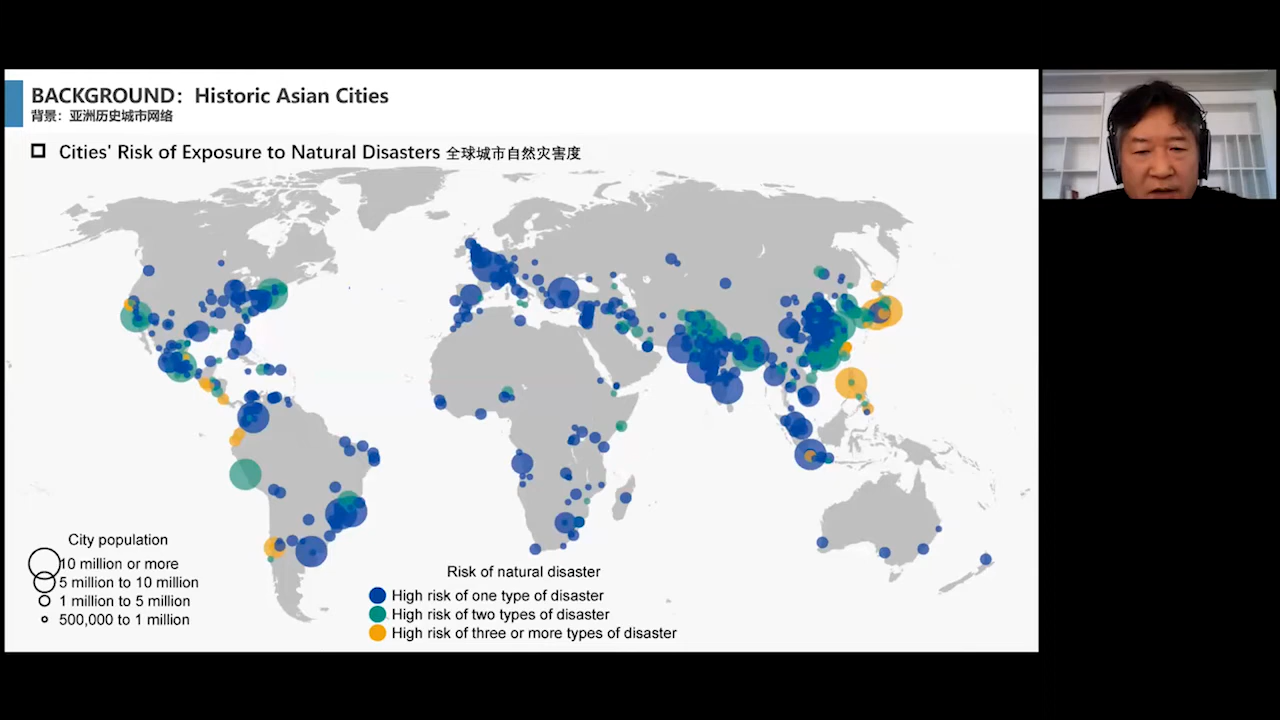 BACKGROUND：Historic Asian Cities
背景：亚洲历史城市网络
Cities' Risk of Exposure to Natural Disasters 全球城市自然灾害度
City population
10 million or more
5 million to 10 million
1 million to 5 million
500,000 to 1 million
Risk of natural disaster
High risk of one type of disaster
High risk of two types of disaster
High risk of three or more types of disaster